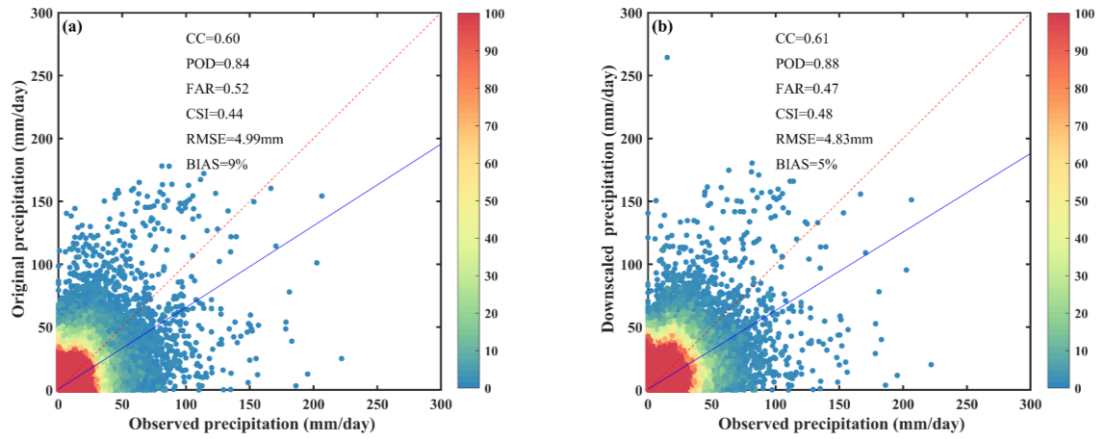 (a)
CC=0.60
POD=0.84
FAR=0.52
CSI=0.44
RMSE=4.99mm
BIAS=9%
Original precipitation (mm/day)
300
250
200
150
100
50
0
0 50 100 150 200 250 300
Observed precipitation (mm/day)
100
90
80
70
60
50
40
30
20
10
0
(b)
CC=0.61
POD=0.88
FAR=0.47
CSI=0.48
RMSE=4.83mm
BIAS=5%
Downscaled precipitation (mm/day)
300
250
200
150
100
50
0
0 50 100 150 200 250 300
Observed precipitation (mm/day)
100
90
80
70
60
50
40
30
20
10
0